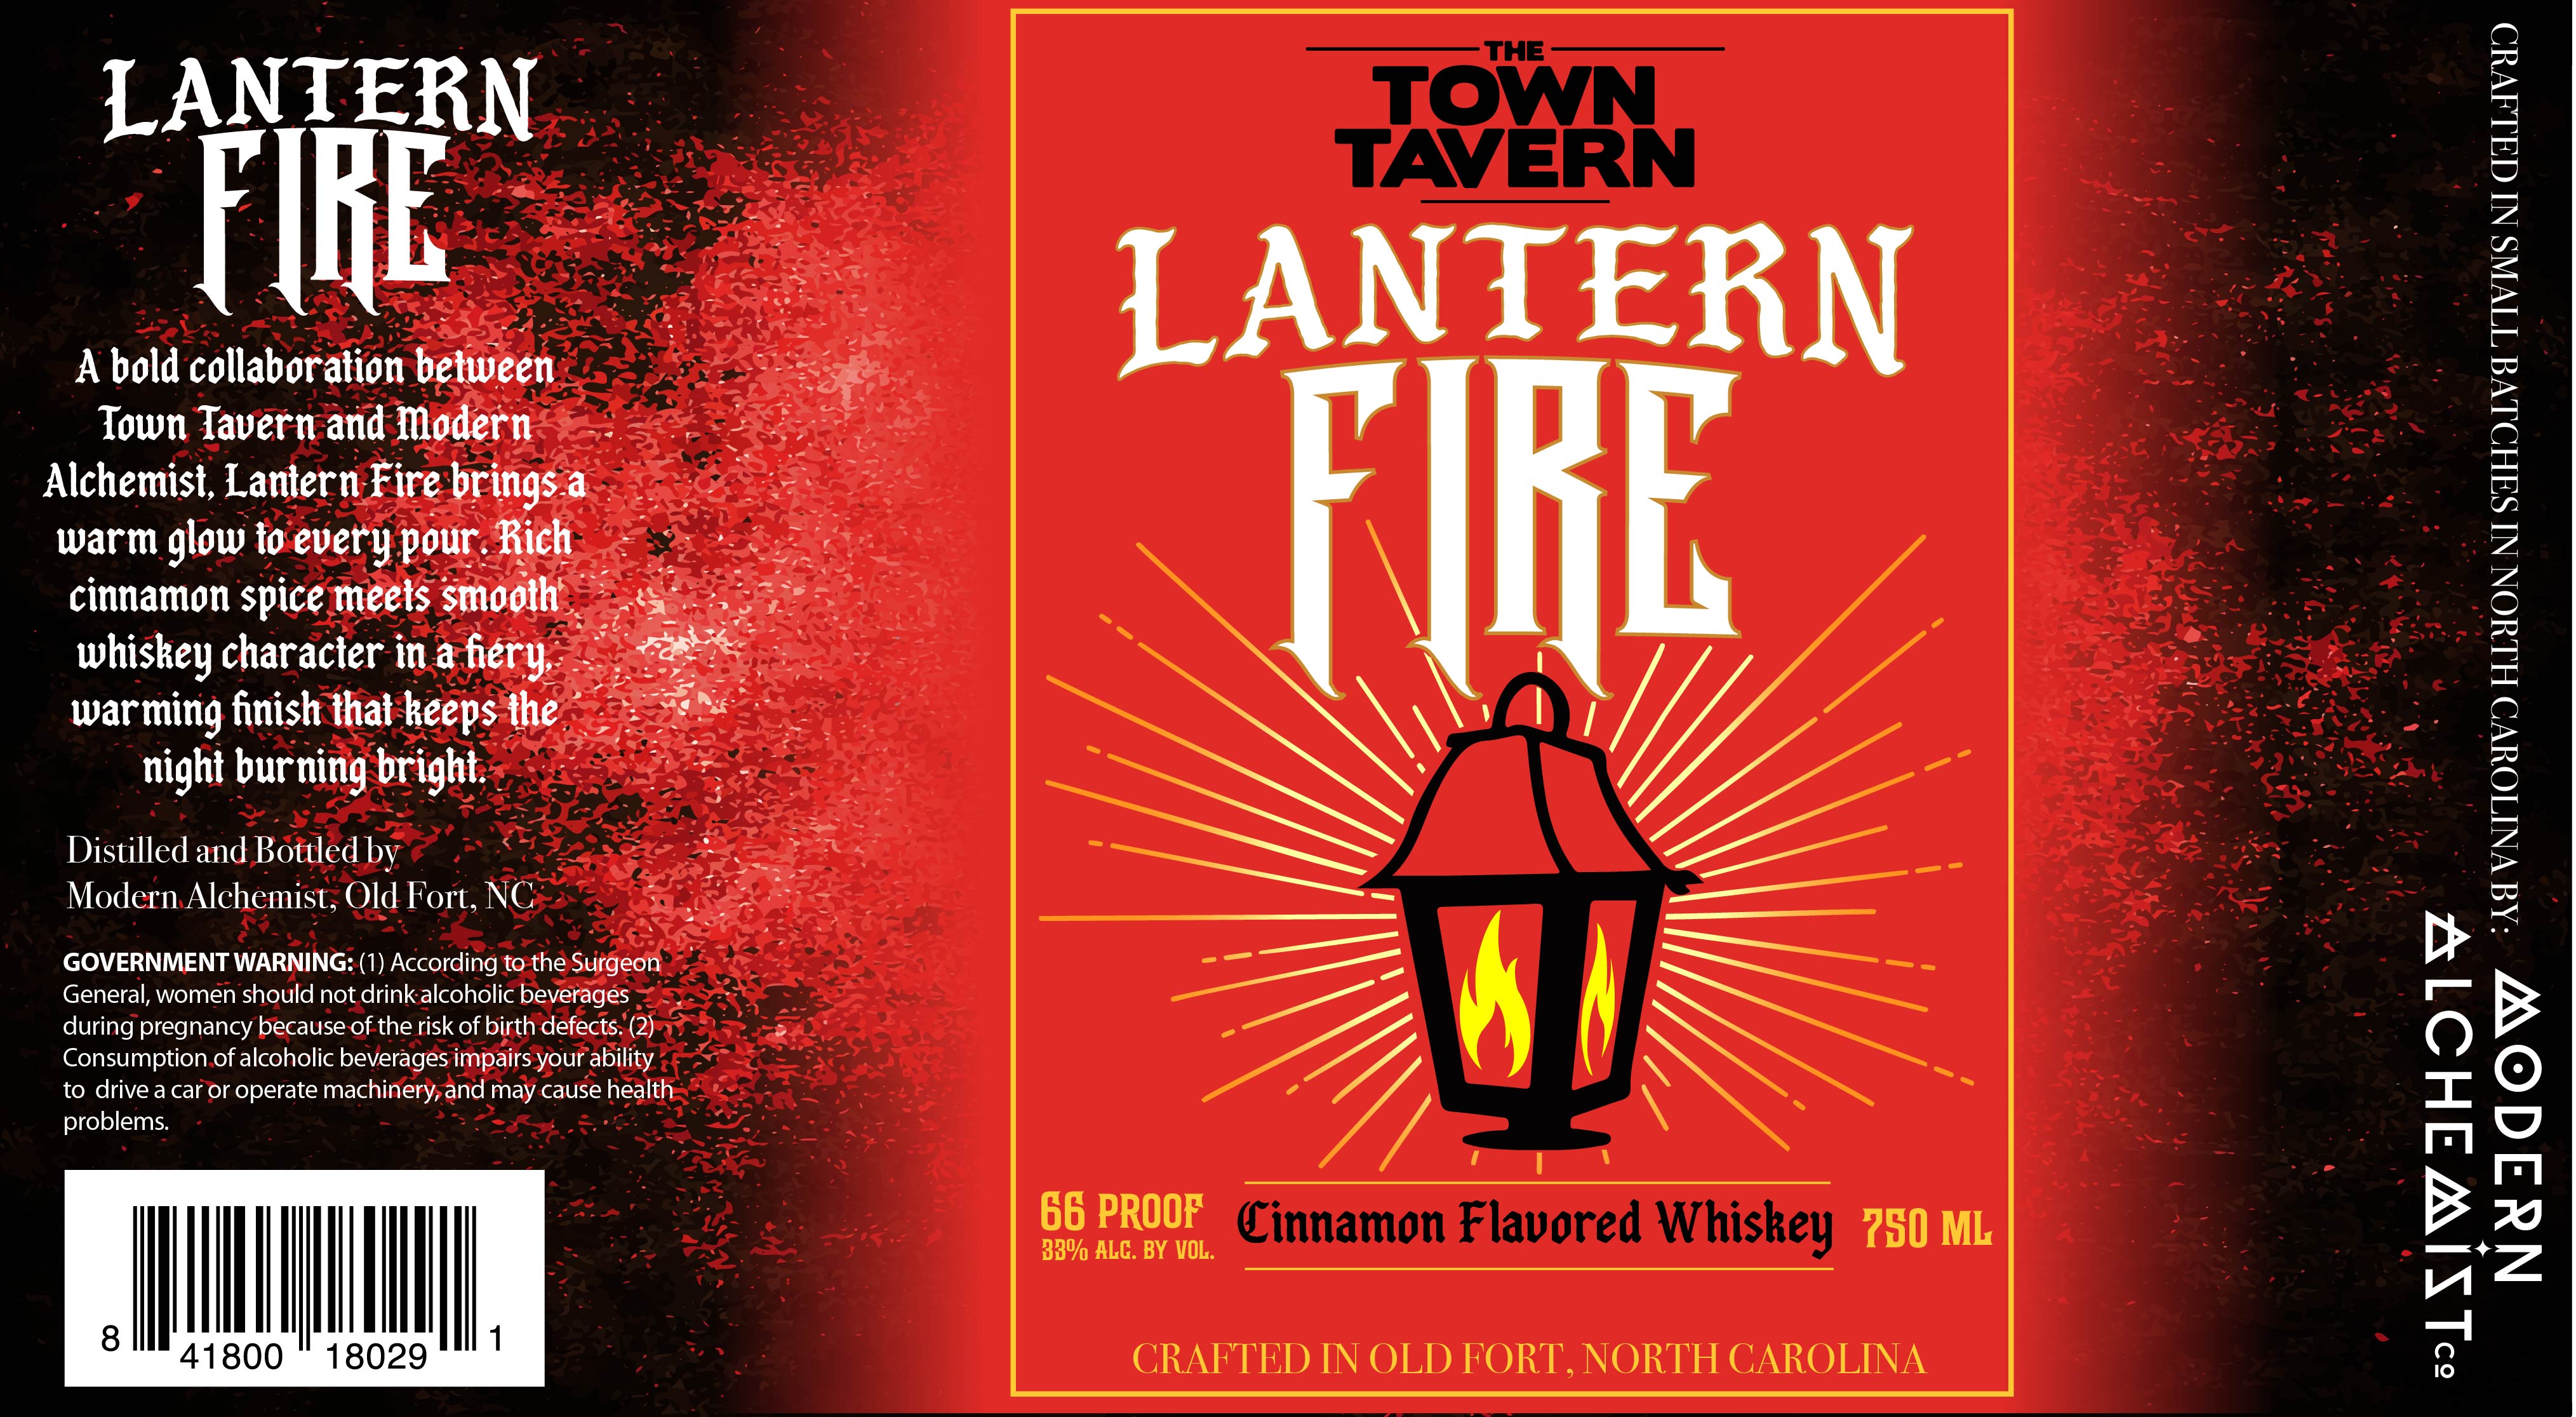 LANTERN
FIRE
A bold collaboration between
Town Tavern and Modern
Alchemist, Lantern Fire brings a
warm glow to every pour. Rich
cinnamon spice meets smooth
whiskey character in a fiery,
warming finish that keeps the
night burning bright.
Distilled and Bottled by
Modern Alchemist, Old Fort, NC
GOVERNMENT WARNING: (1) According to the Surgeon
General, women should not drink alcoholic beverages
during pregnancy because of the risk of birth defects. (2)
Consumption of alcoholic beverages impairs your ability
to drive a car or operate machinery, and may cause health
problems.
8 41800 18029 1
THE
TOWN
TAVERN
LANTERN
FIRE
66 PROOF
33% ALC. BY VOL.
Cinnamon Flavored Whiskey
750 ML
CRAFTED IN OLD FORT, NORTH CAROLINA
CRAFTED IN SMALL BATCHES IN NORTH CAROLINA BY:
MODERN
ALCHEMIST CO